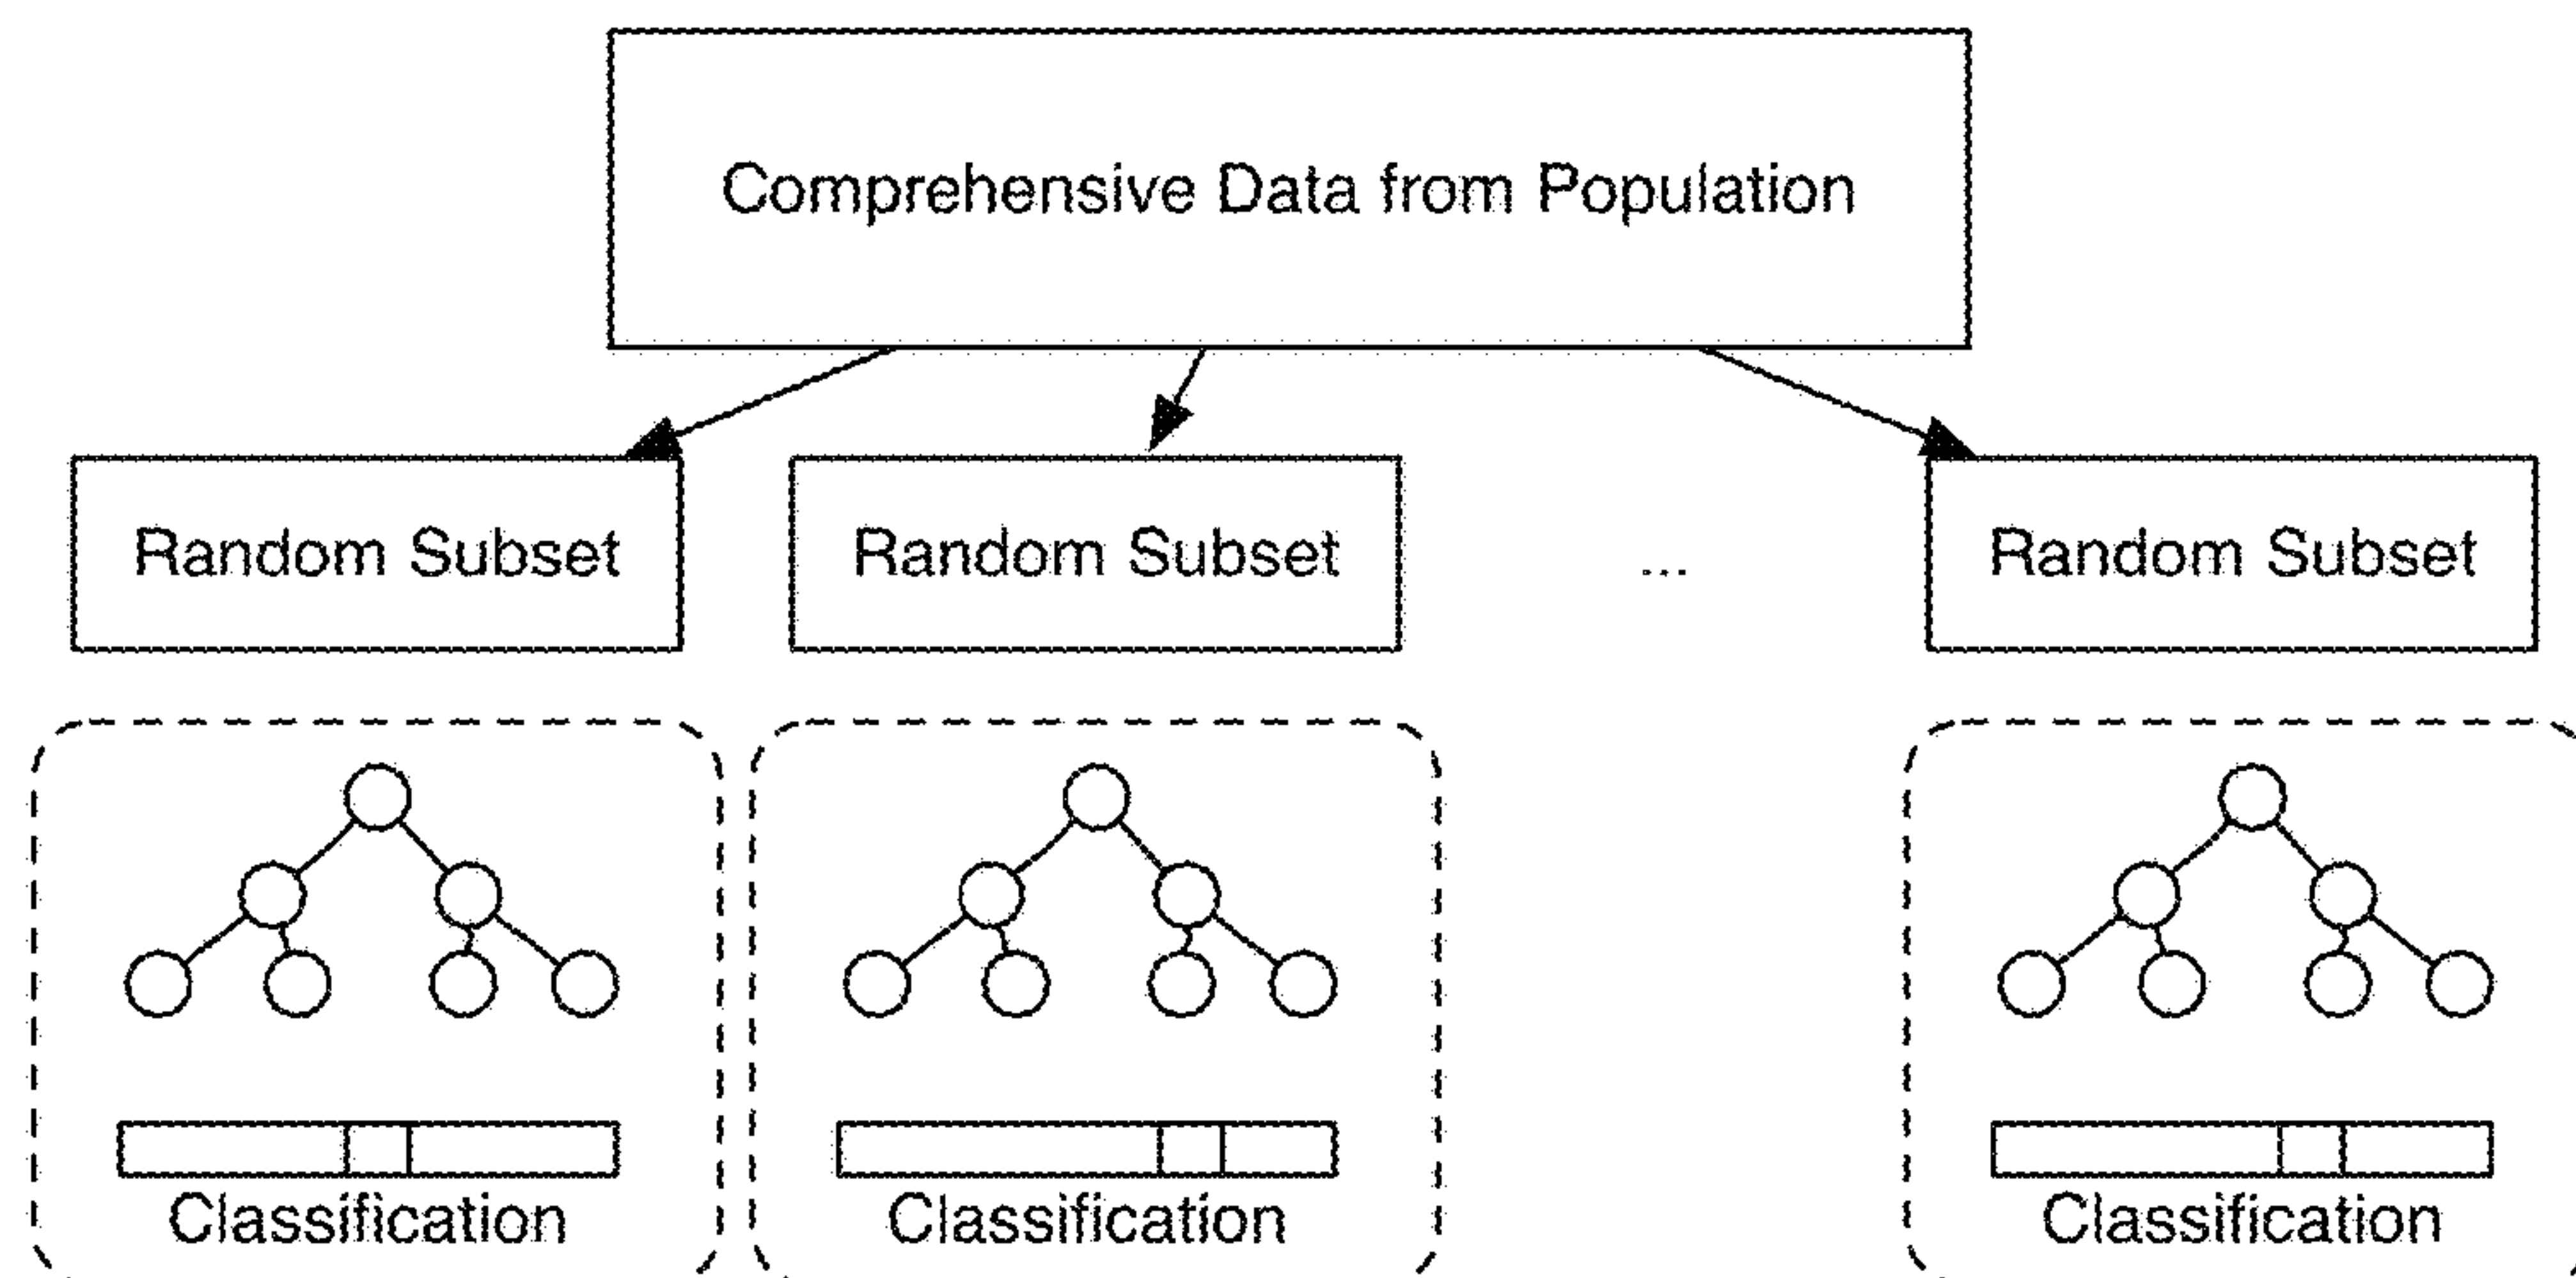 Comprehensive Data from Population
Random Subset
Random Subset
...
Random Subset
Classification
Classification
Classification